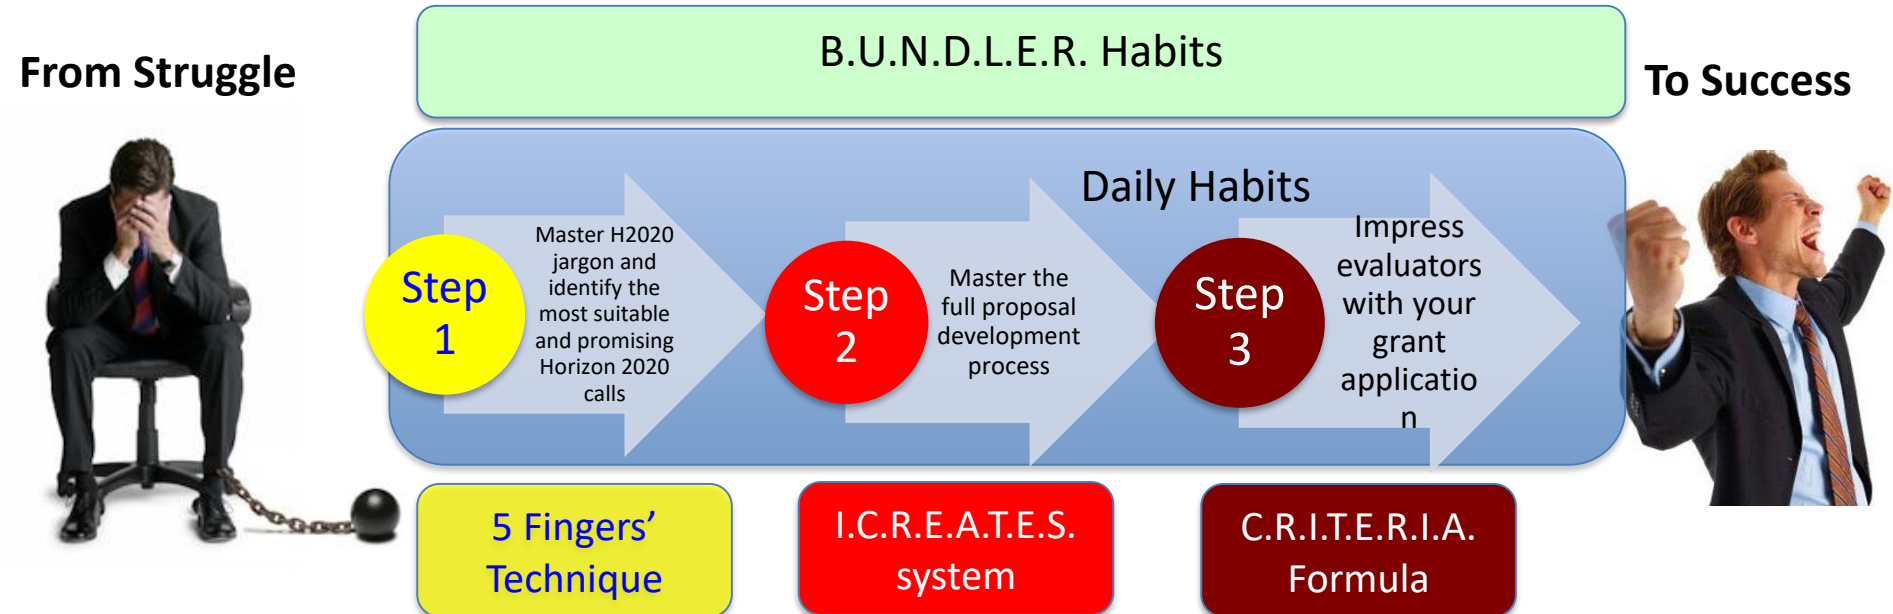 B.U.N.D.L.E.R. Habits
From Struggle
To Success
Daily Habits
Step
1
Master H2020
jargon and
identify the
most suitable
and promising
Horizon 2020
calls
Step
2
Master the
full proposal
development
process
Step
3
Impress
evaluators
with your
grant
applicatio
n
5 Fingers’
Technique
I.C.R.E.A.T.E.S.
system
C.R.I.T.E.R.I.A.
Formula